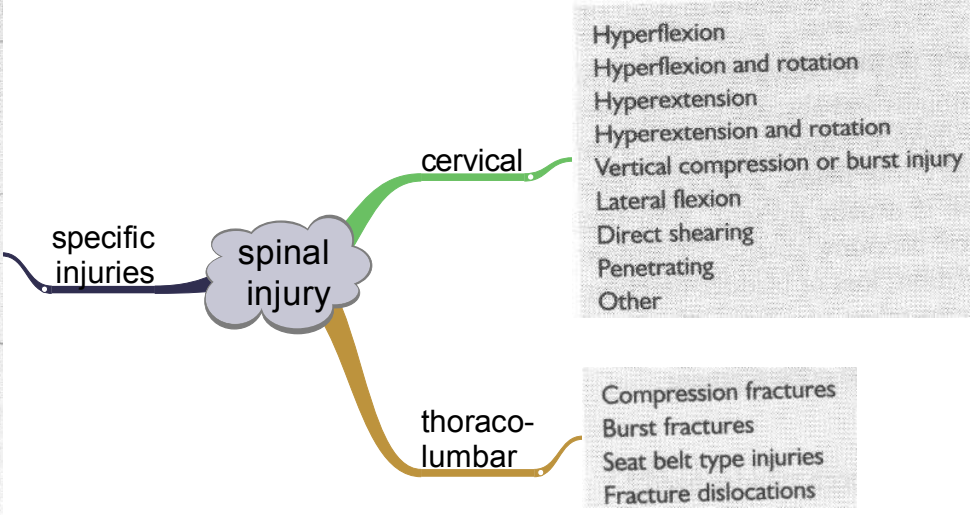 specific
injuries
spinal
injury
cervical
Hyperflexion
Hyperflexion and rotation
Hyperextension
Hyperextension and rotation
Vertical compression or burst injury
Lateral flexion
Direct shearing
Penetrating
Other
thoraco-
lumbar
Compression fractures
Burst fractures
Seat belt type injuries
Fracture dislocations